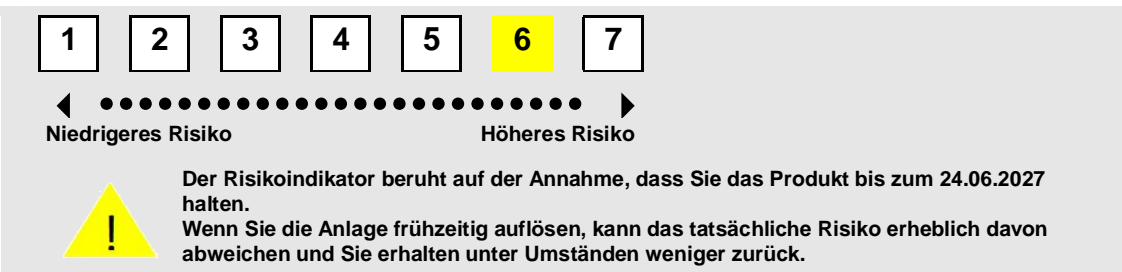 1 2 3 4 5 6 7
Niedrigeres Risiko Höheres Risiko
Der Risikoindikator beruht auf der Annahme, dass Sie das Produkt bis zum 24.06.2027
halten.
Wenn Sie die Anlage frühzeitig auflösen, kann das tatsächliche Risiko erheblich davon
! abweichen und Sie erhalten unter Umständen weniger zurück.